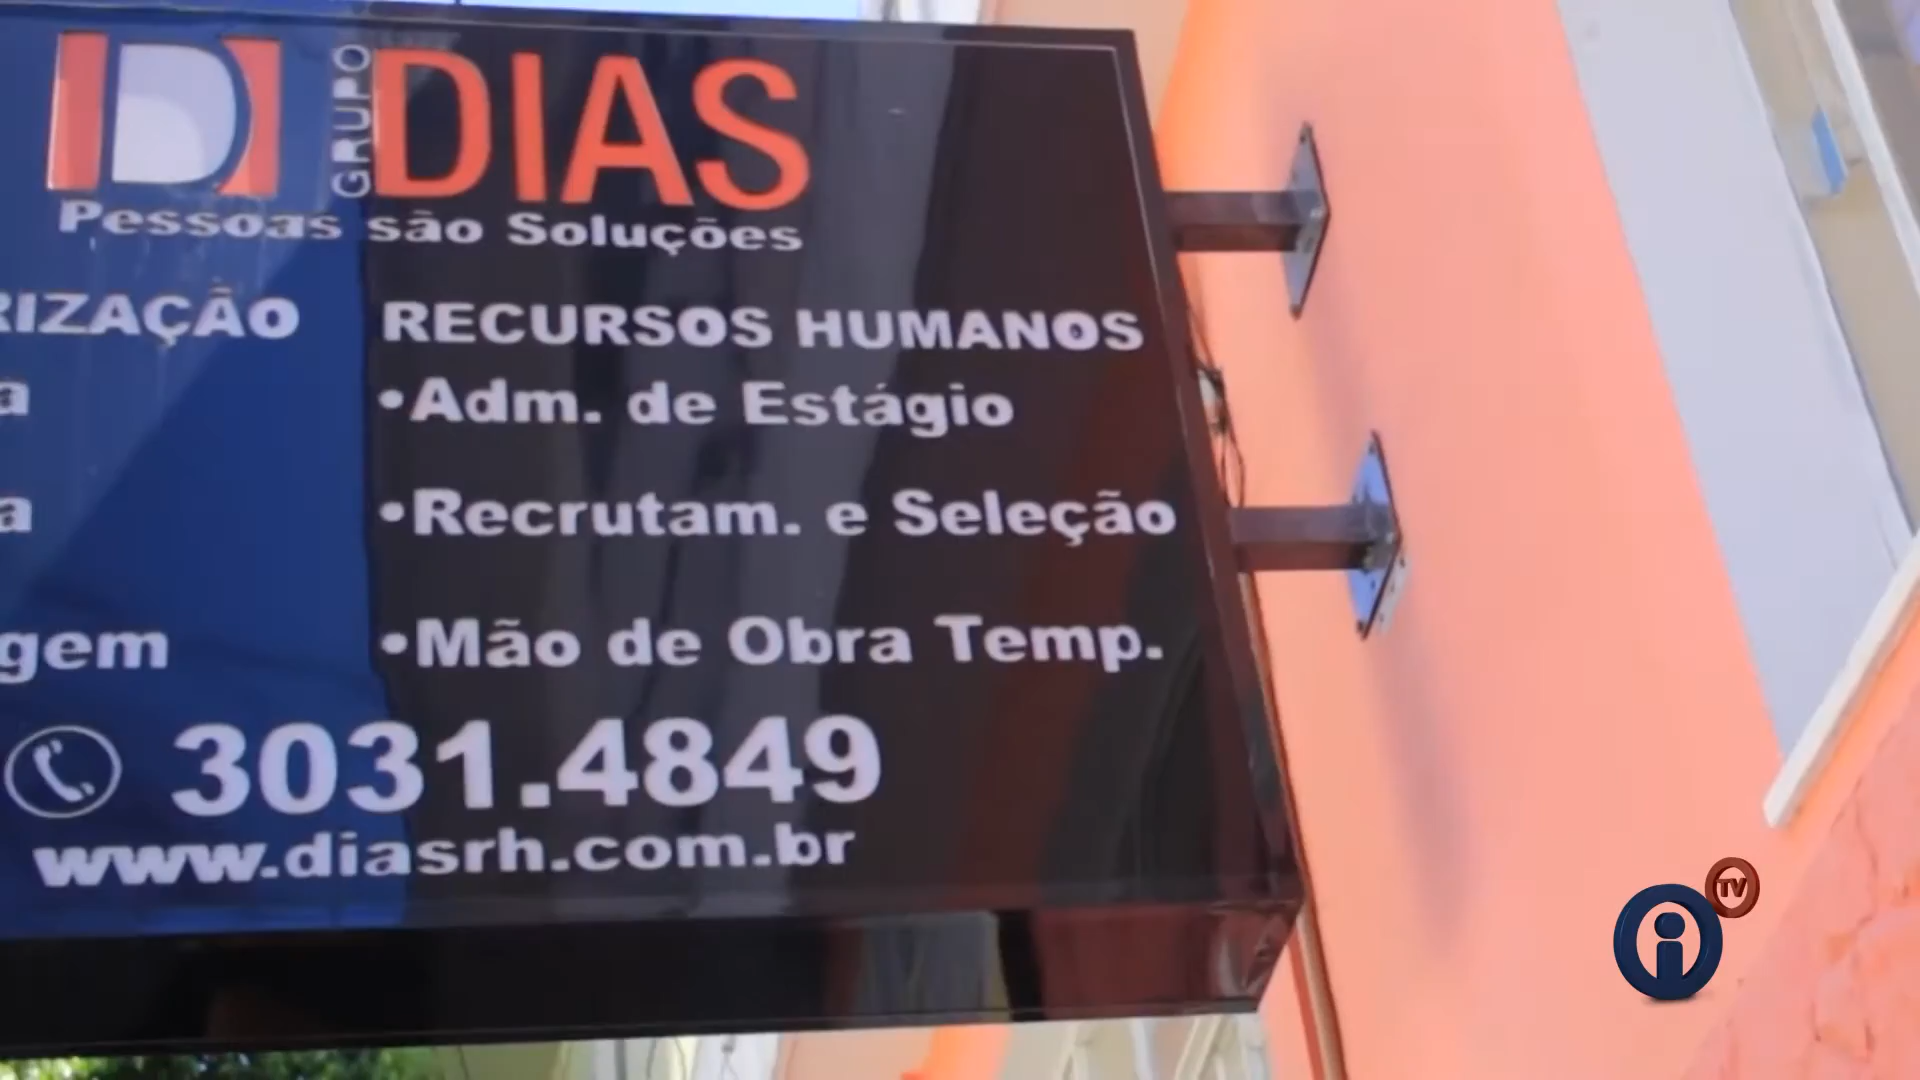 GRUPO DIAS
Pessoas são Soluções
RECURSOS HUMANOS
•Adm. de Estágio
•Recrutam. e Seleção
gem •Mão de Obra Temp.
3031.4849
www.diasrh.com.br
TV